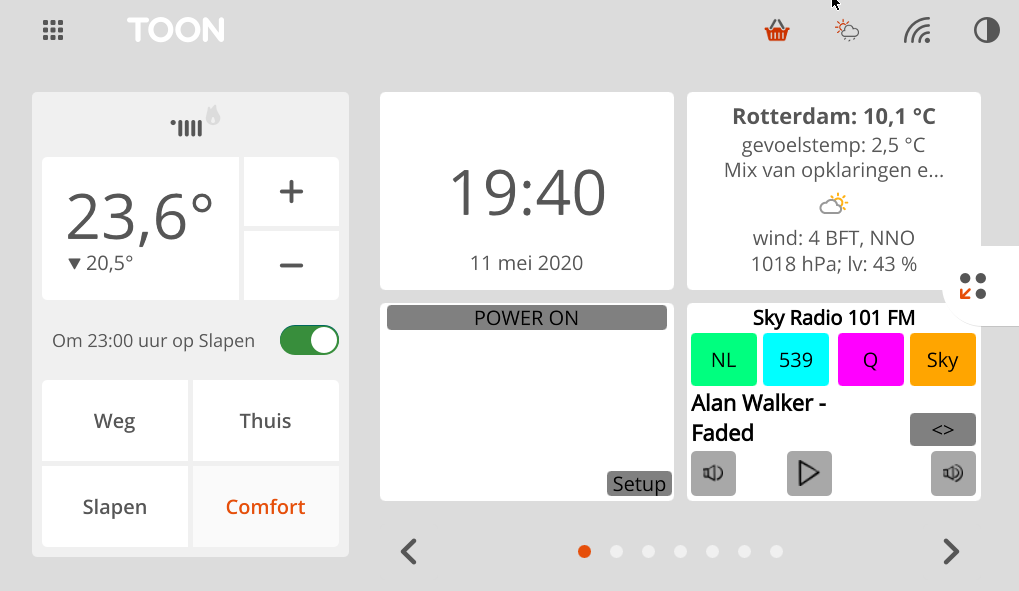 TOON
23,6°
▼ 20,5°
+
−
Om 23:00 uur op Slapen
Weg
Thuis
Slapen
Comfort
19:40
11 mei 2020
Rotterdam: 10,1 °C
gevoelstemp: 2,5 °C
Mix van opklaringen e...
wind: 4 BFT, NNO
1018 hPa; lv: 43 %
POWER ON
Setup
Sky Radio 101 FM
NL
539
Q
Sky
Alan Walker -
Faded
<>